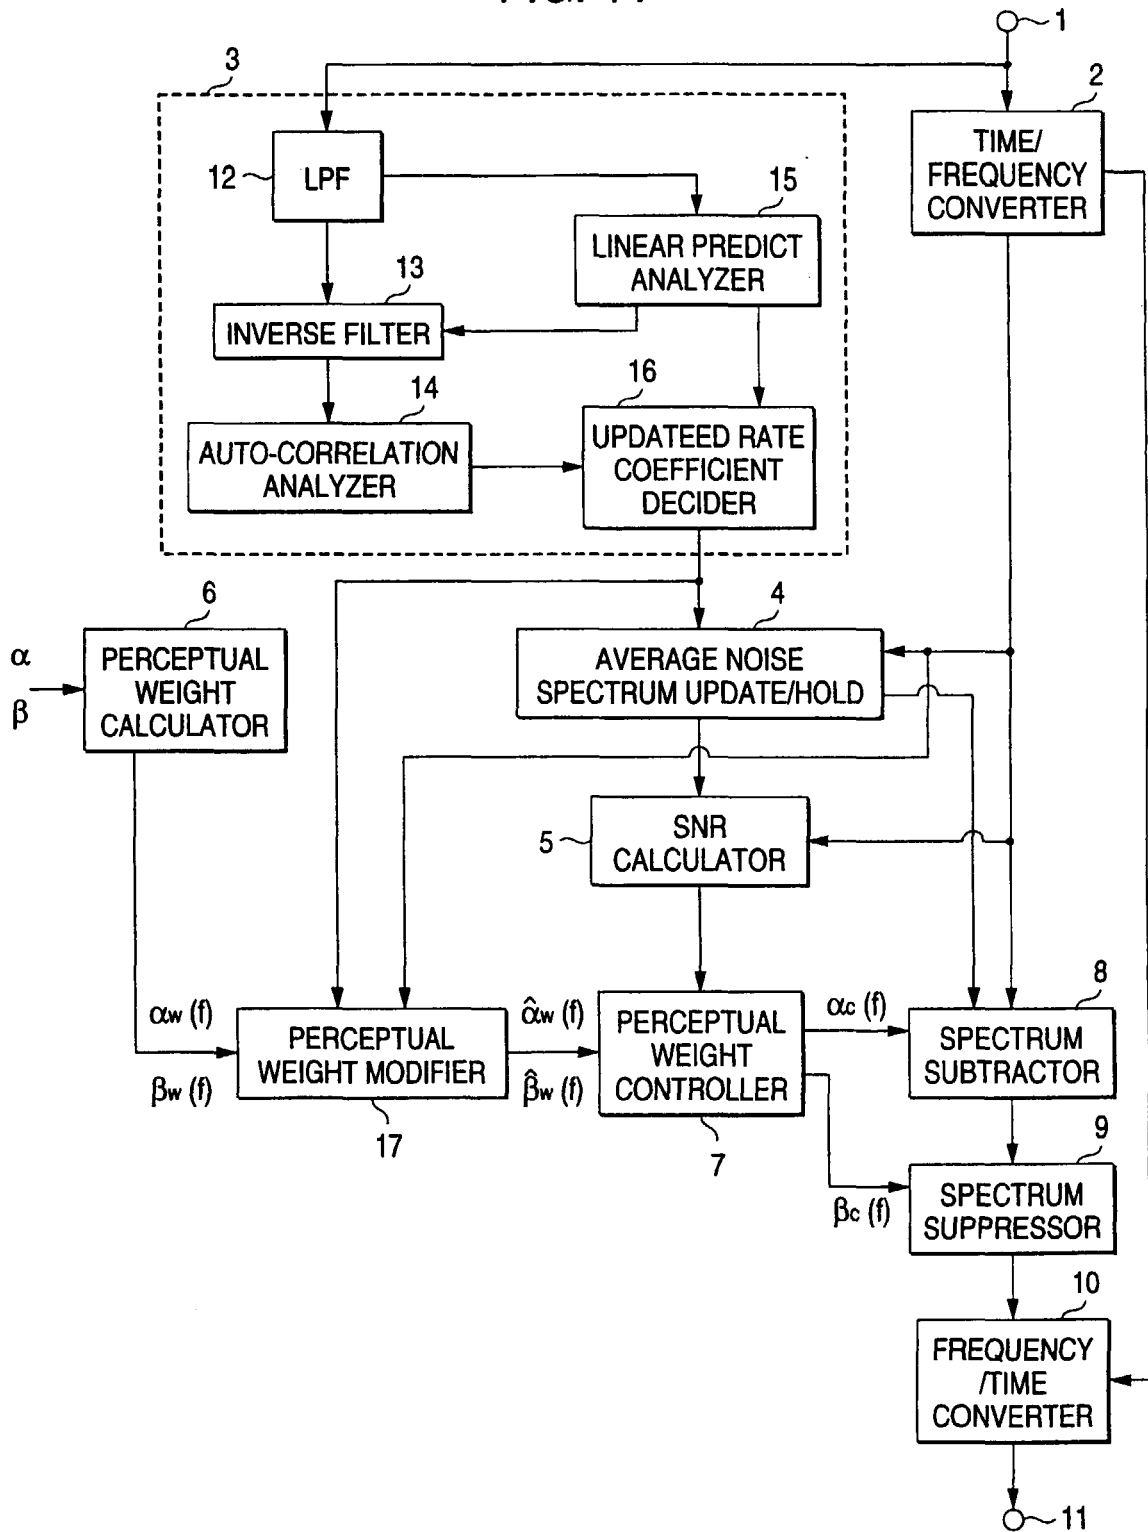 1
3
2
TIME/
FREQUENCY
CONVERTER
12
LPF
15
LINEAR PREDICT
ANALYZER
13
INVERSE FILTER
14
AUTO-CORRELATION
ANALYZER
16
UPDATEED RATE
COEFFICIENT
DECIDER
6
α
β
PERCEPTUAL
WEIGHT
CALCULATOR
4
AVERAGE NOISE
SPECTRUM UPDATE/HOLD
5
SNR
CALCULATOR
αw (f)
βw (f)
PERCEPTUAL
WEIGHT MODIFIER
17
α̂w (f)
β̂w (f)
PERCEPTUAL
WEIGHT
CONTROLLER
7
αc (f)
βc (f)
8
SPECTRUM
SUBTRACTOR
9
SPECTRUM
SUPPRESSOR
10
FREQUENCY
/TIME
CONVERTER
11